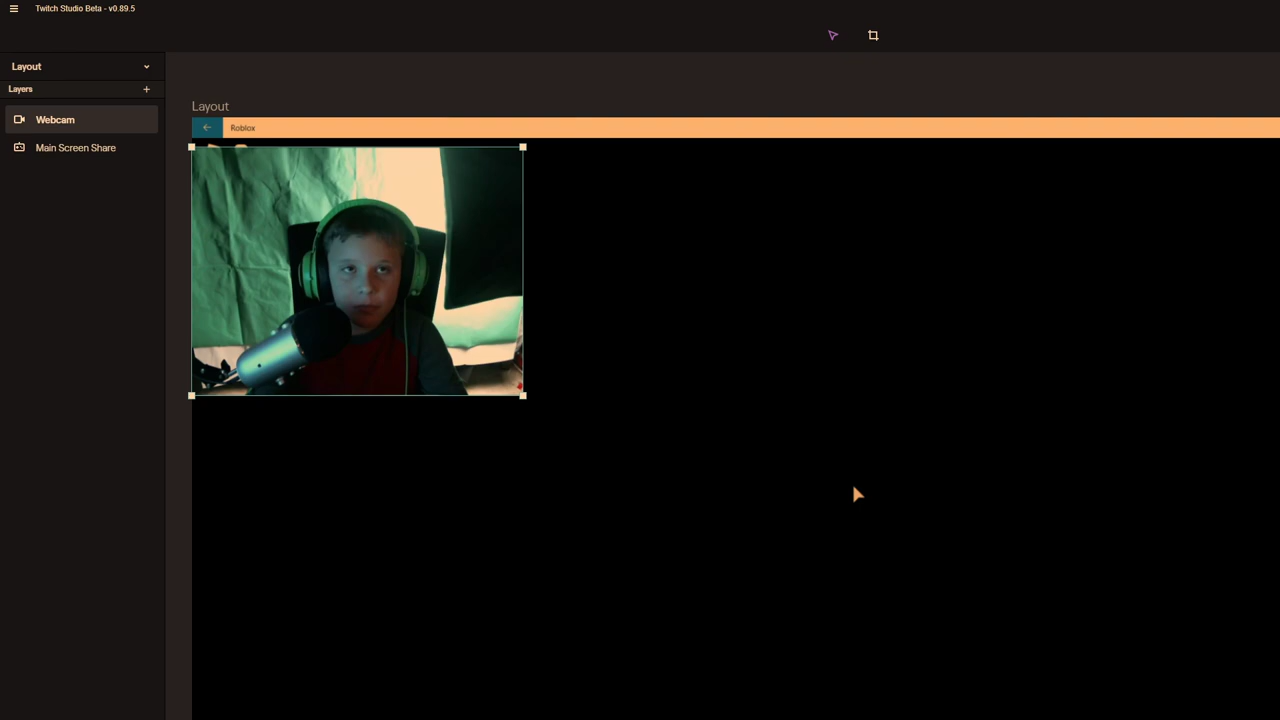 Twitch Studio Beta - v0.89.5
Layout
Layers
Webcam
Main Screen Share
Layout
Roblox